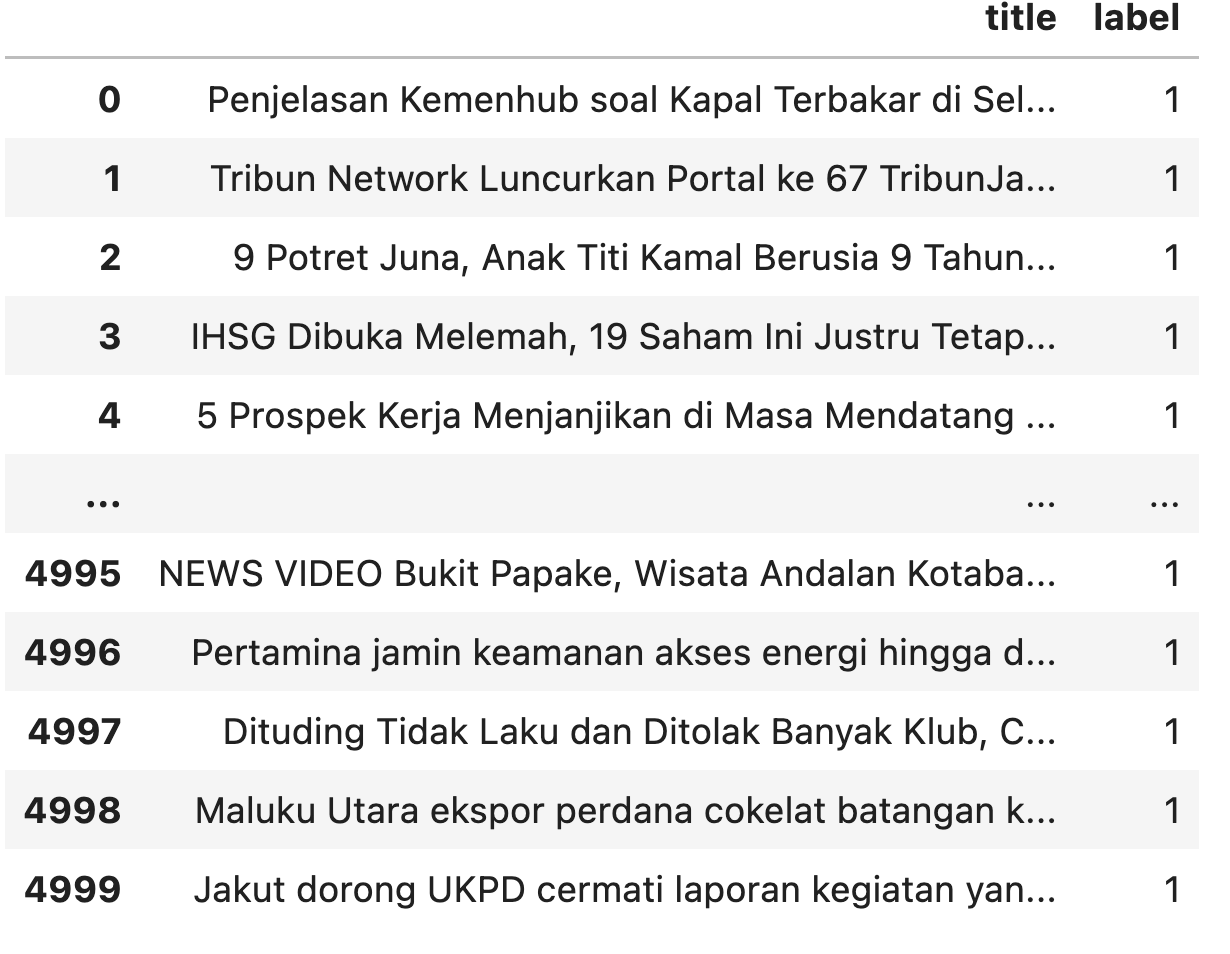 title label
0 Penjelasan Kemenhub soal Kapal Terbakar di Sel... 1
1 Tribun Network Luncurkan Portal ke 67 TribunJa... 1
2 9 Potret Juna, Anak Titi Kamal Berusia 9 Tahun... 1
3 IHSG Dibuka Melemah, 19 Saham Ini Justru Tetap... 1
4 5 Prospek Kerja Menjanjikan di Masa Mendatang ... 1
... ... ...
4995 NEWS VIDEO Bukit Papake, Wisata Andalan Kotaba... 1
4996 Pertamina jamin keamanan akses energi hingga d... 1
4997 Dituding Tidak Laku dan Ditolak Banyak Klub, C... 1
4998 Maluku Utara ekspor perdana cokelat batangan k... 1
4999 Jakut dorong UKPD cermati laporan kegiatan yan... 1